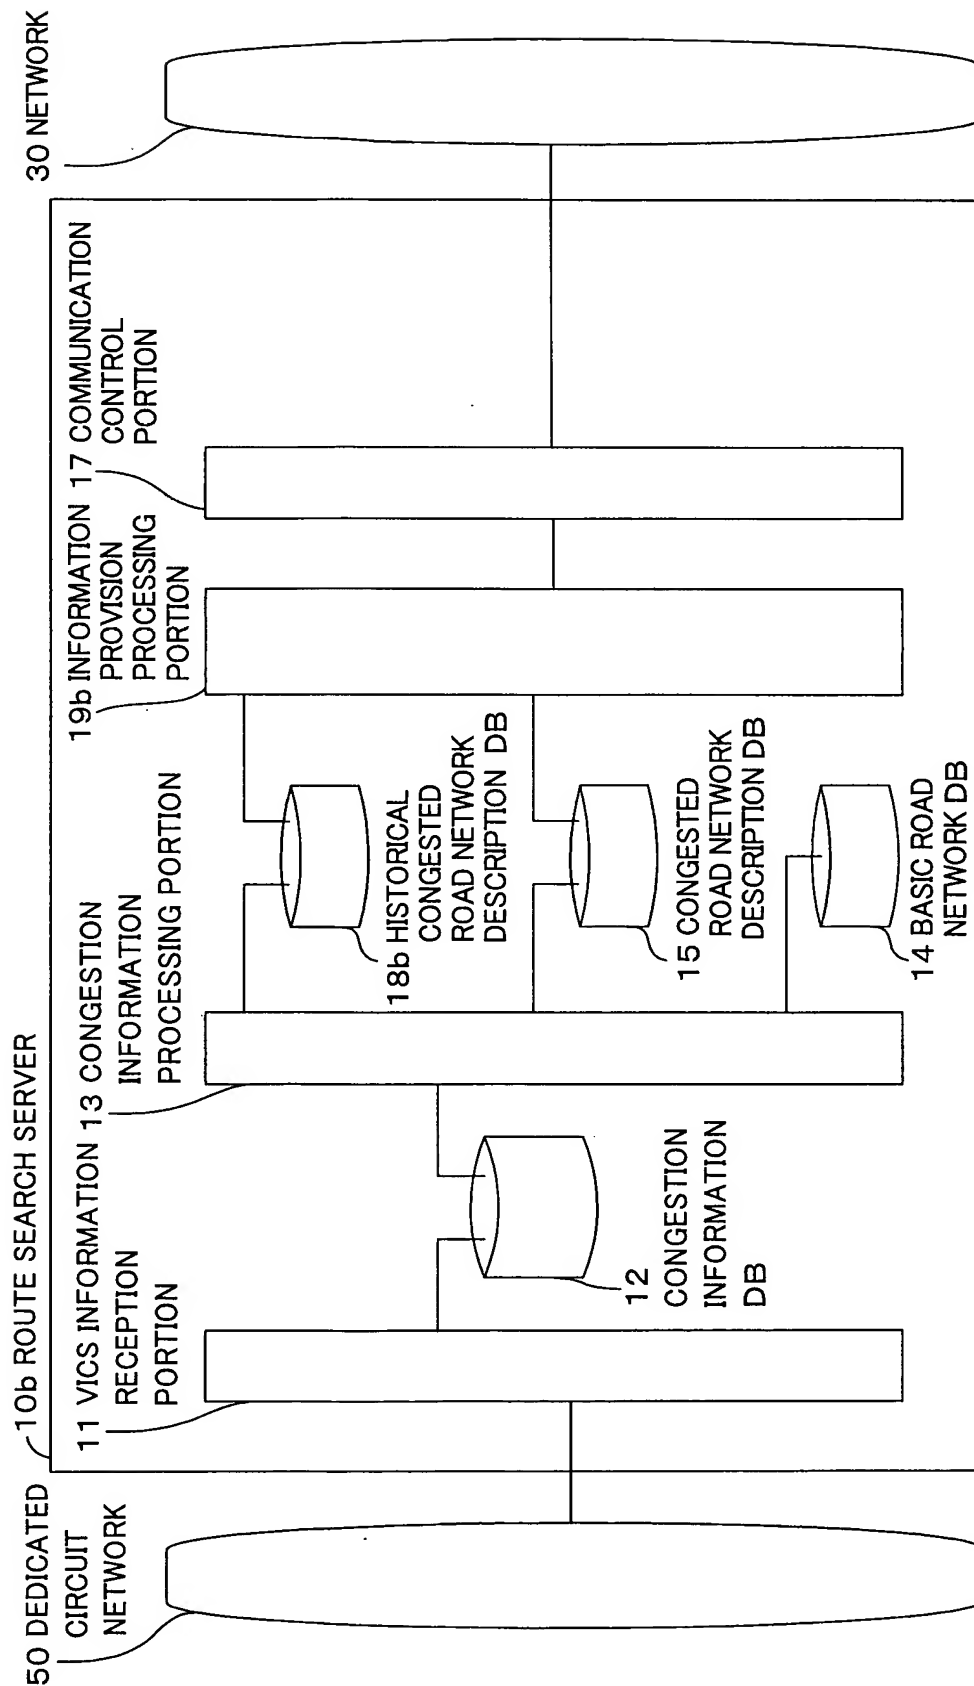 50 DEDICATED
CIRCUIT
NETWORK
10b ROUTE SEARCH SERVER
11 VICS INFORMATION
RECEPTION
PORTION
12
CONGESTION
INFORMATION
DB
13 CONGESTION
INFORMATION
PROCESSING PORTION
18b HISTORICAL
CONGESTED
ROAD NETWORK
DESCRIPTION DB
15 CONGESTED
ROAD NETWORK
DESCRIPTION DB
14 BASIC ROAD
NETWORK DB
19b INFORMATION
PROVISION
PROCESSING
PORTION
17 COMMUNICATION
CONTROL
PORTION
30 NETWORK